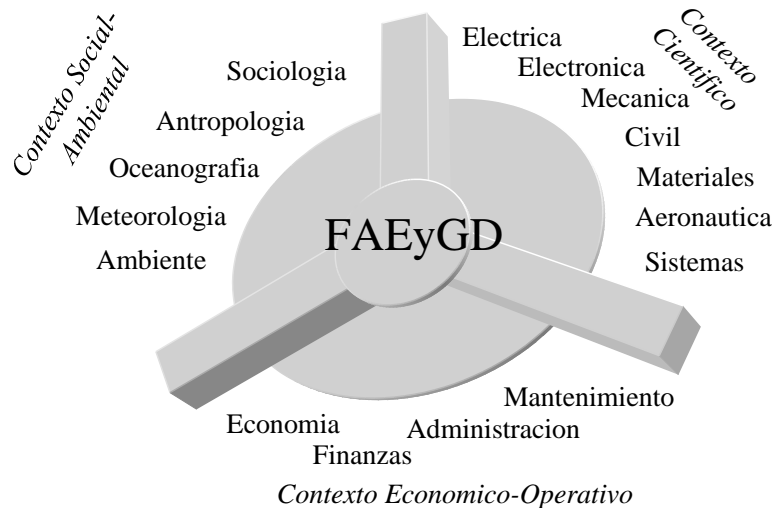 Contexto Social-
Ambiental
Sociologia
Antropologia
Oceanografia
Meteorologia
Ambiente
Contexto
Cientifico
Electrica
Electronica
Mecanica
Civil
Materiales
Aeronautica
Sistemas
FAEyGD
Mantenimiento
Economia
Administracion
Finanzas
Contexto Economico-Operativo